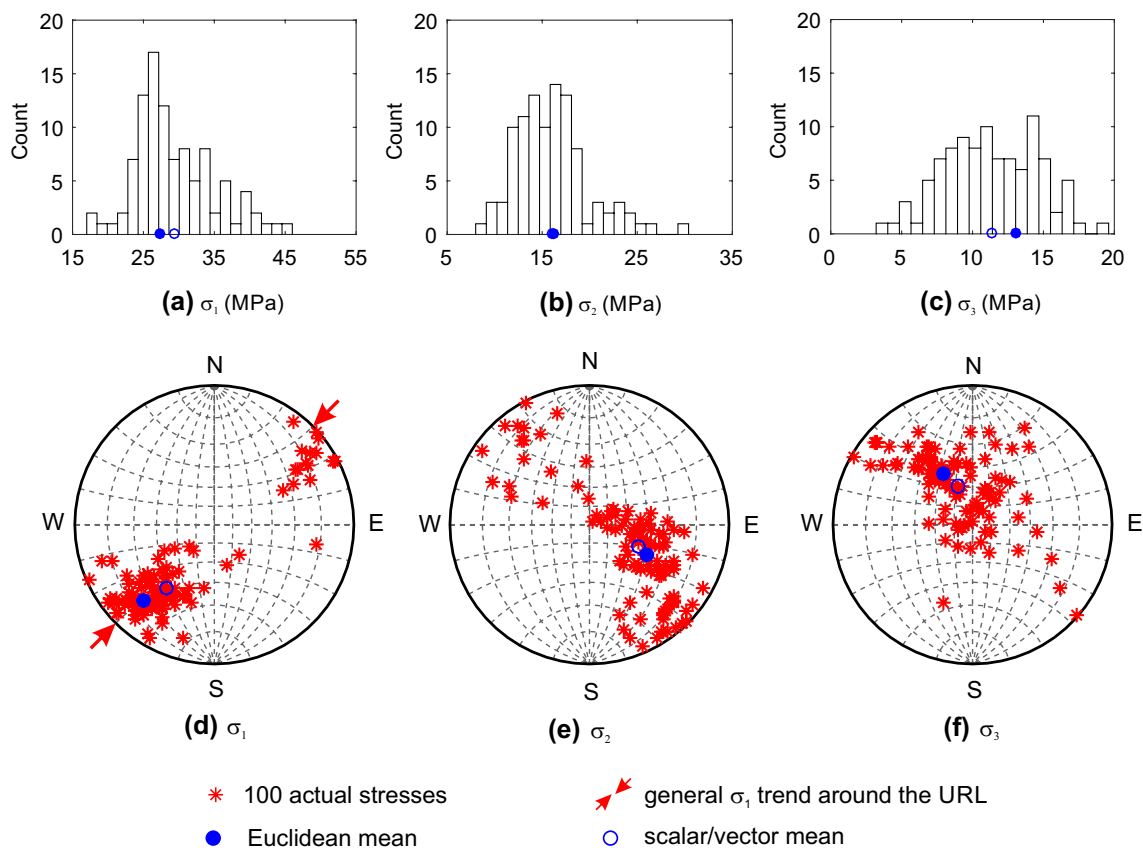 20 20 20
15 15 15
10 10 10
5 5 5
0 0 0
Count Count Count
15 25 35 45 55 5 15 25 35 0 5 10 15 20
(a) σ₁ (MPa) (b) σ₂ (MPa) (c) σ₃ (MPa)
N N N
W E W E W E
S S S
(d) σ₁ (e) σ₂ (f) σ₃
100 actual stresses general σ₁ trend around the URL
Euclidean mean scalar/vector mean